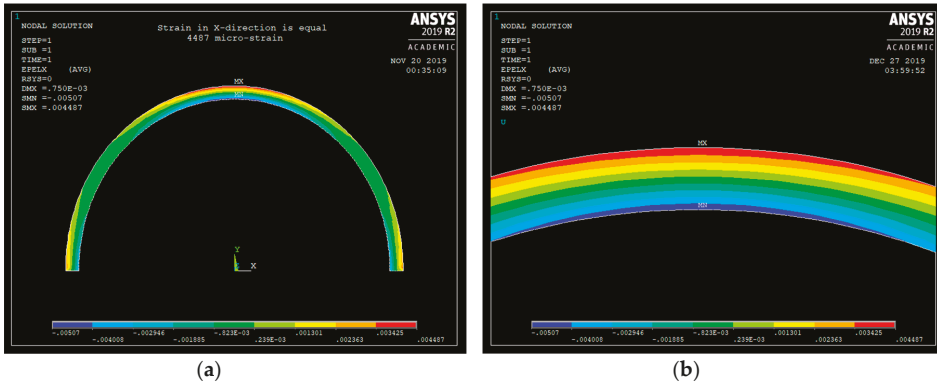 1
NODAL SOLUTION
STEP=1
SUB =1
TIME=1
EPELX (AVG)
RSYS=0
DMX =.750E-03
SMN =-.00507
SMX =.004487
Strain in X-direction is equal
4487 micro-strain
ANSYS
2019 R2
ACADEMIC
NOV 20 2019
00:35:09
MX
MN
Y
X
-.00507 -.002946 -.823E-03 .001301 .003425
-.004008 -.001885 .239E-03 .002363 .004487
(a)
1
NODAL SOLUTION
STEP=1
SUB =1
TIME=1
EPELX (AVG)
RSYS=0
DMX =.750E-03
SMN =-.00507
SMX =.004487
U
ANSYS
2019 R2
ACADEMIC
DEC 27 2019
03:59:52
MX
MN
-.00507 -.002946 -.823E-03 .001301 .003425
-.004008 -.001885 .239E-03 .002363 .004487
(b)